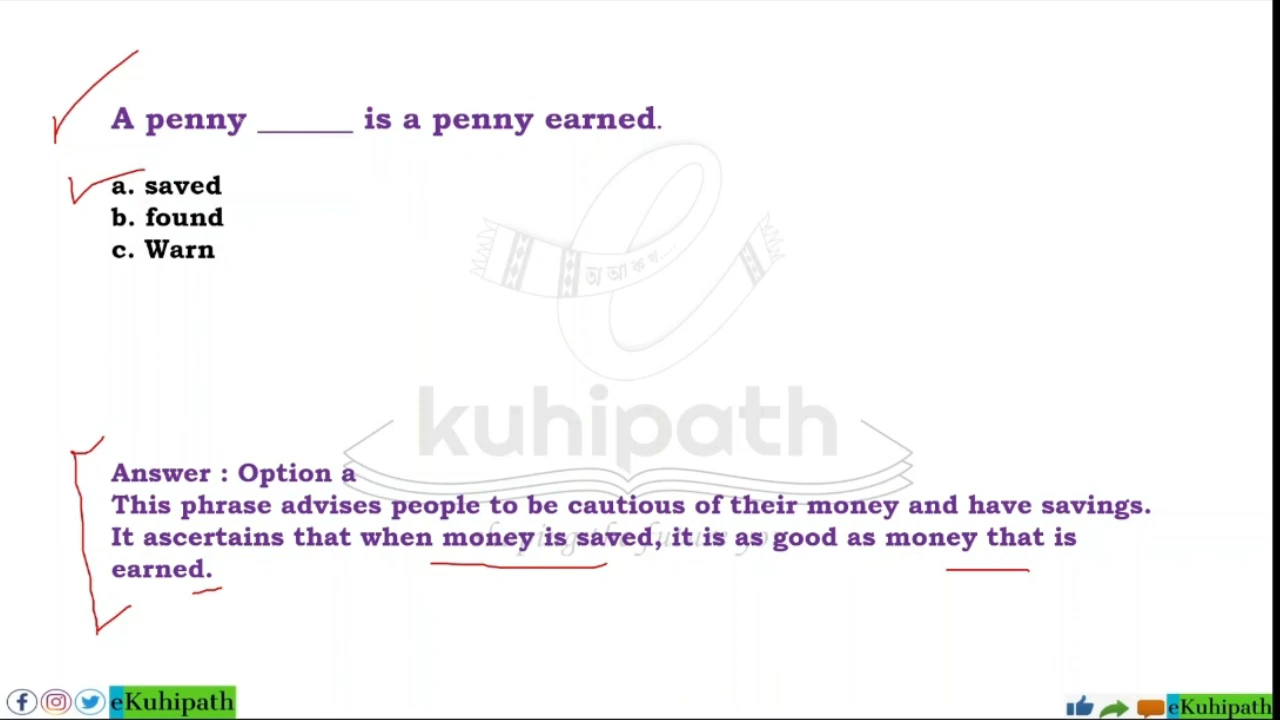 A penny ______ is a penny earned.
a. saved
b. found
c. Warn
অ আ ক খ....
kuhipath
Answer : Option a
This phrase advises people to be cautious of their money and have savings.
It ascertains that when money is saved, it is as good as money that is
earned.
eKuhipath
eKuhipath